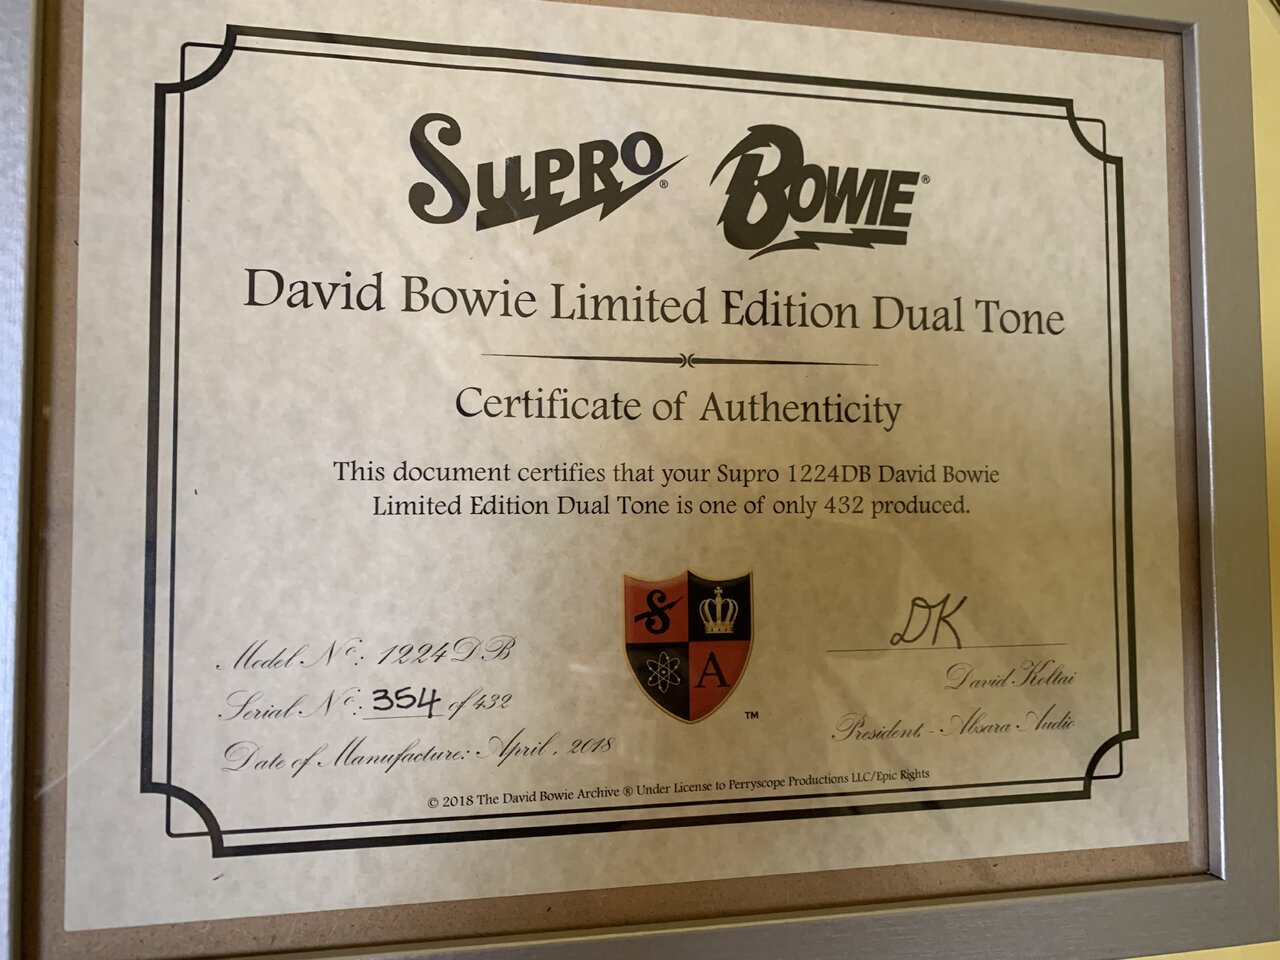 SUPRO® BOWIE®
David Bowie Limited Edition Dual Tone
Certificate of Authenticity
This document certifies that your Supro 1224DB David Bowie
Limited Edition Dual Tone is one of only 432 produced.
S
A
TM
Model No: 1224DB
Serial No: 354 of 432
Date of Manufacture: April, 2018
DK
David Koltai
President - Absara Audio
© 2018 The David Bowie Archive ® Under License to Perryscope Productions LLC/Epic Rights